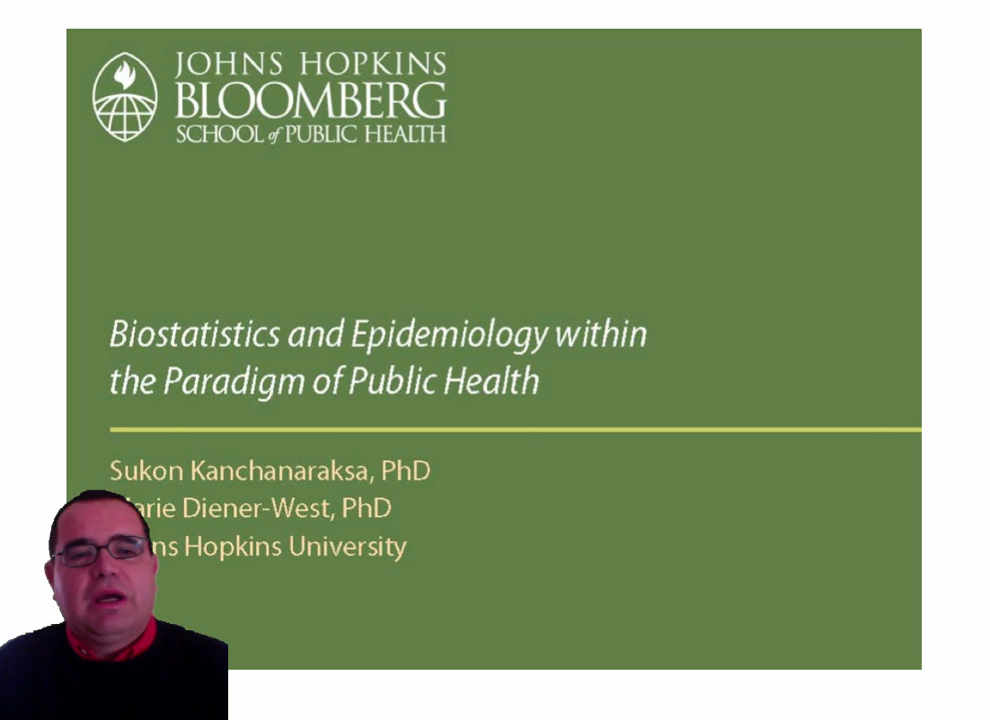 JOHNS HOPKINS
BLOOMBERG
SCHOOL of PUBLIC HEALTH
Biostatistics and Epidemiology within
the Paradigm of Public Health
Sukon Kanchanaraksa, PhD
Diener-West, PhD
Hopkins University